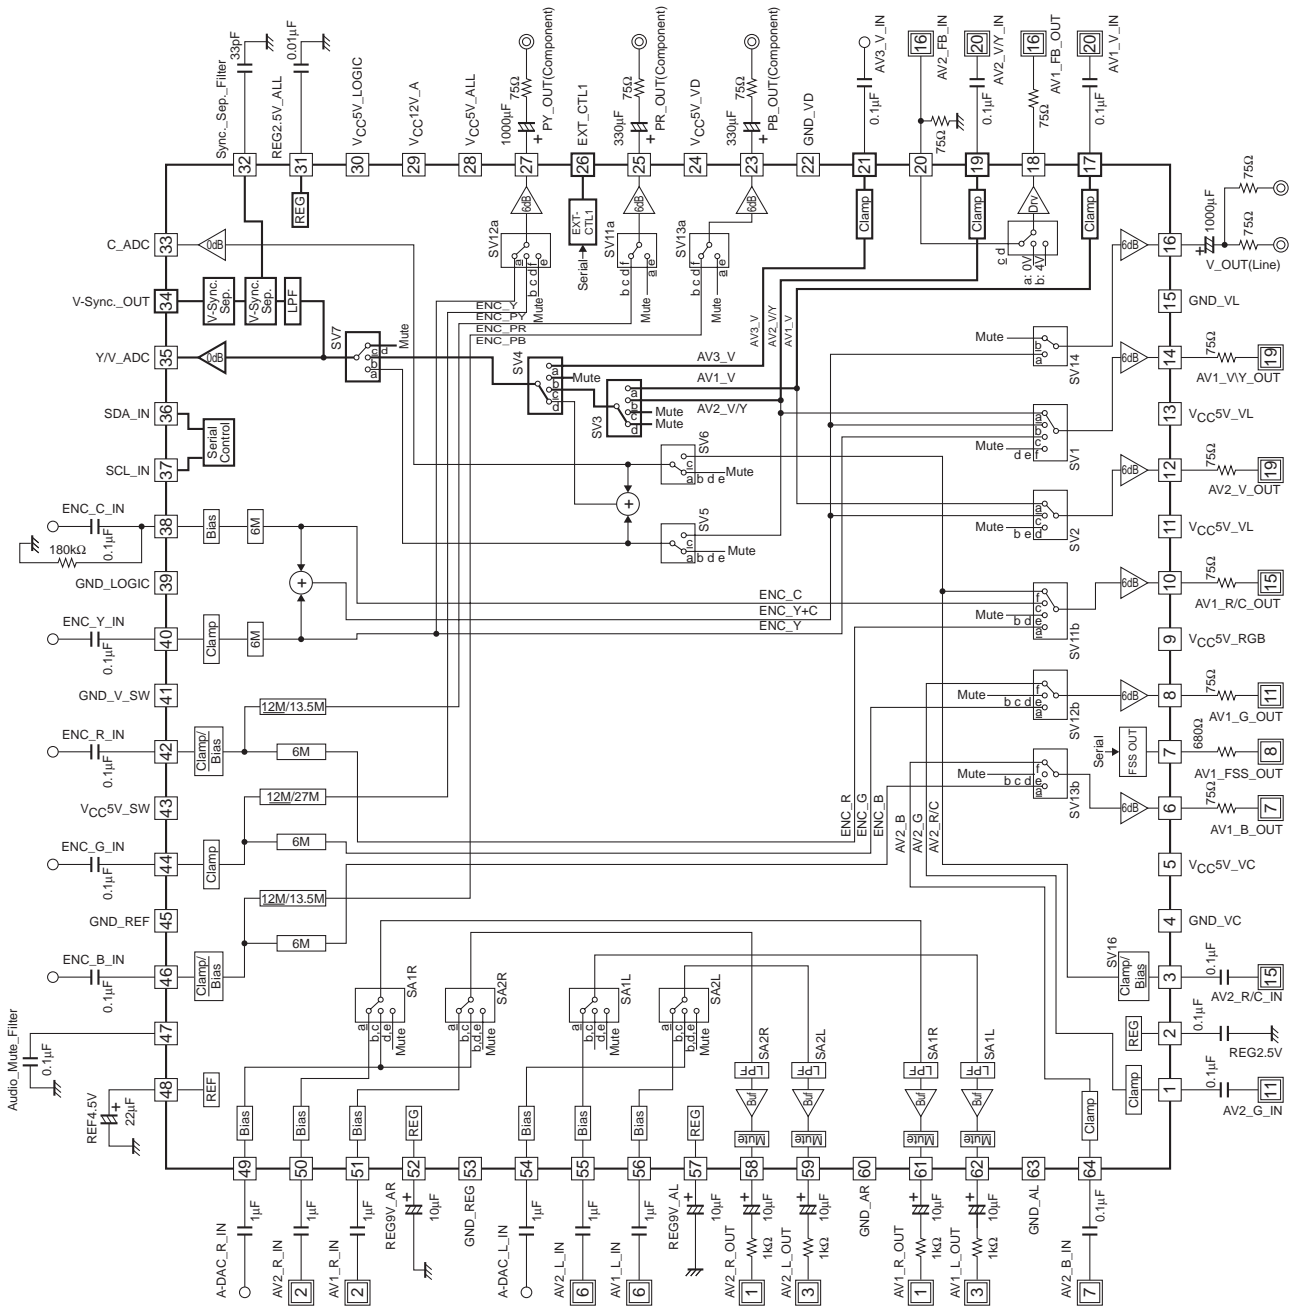 Sync._Sep._Filter
33pF
REG2.5V_ALL
0.01µF
VCC5V_LOGIC
VCC12V_A
VCC5V_ALL
1000µF
75Ω
PY_OUT(Component)
EXT_CTL1
330µF
75Ω
PR_OUT(Component)
VCC5V_VD
330µF
75Ω
PB_OUT(Component)
GND_VD
AV3_V_IN
0.1µF
16
AV2_FB_IN
75Ω
20
AV2_V/Y_IN
0.1µF
16
AV1_FB_OUT
75Ω
20
AV1_V_IN
0.1µF
32
31
30
29
28
27
26
25
24
23
22
21
20
19
18
17
REG
6dB
EXT-CTL1
Serial
6dB
6dB
Clamp
Clamp
Drv
Clamp
SV12a
a b c d f e
Mute
SV11a
b c d f
a e
Mute
SV13a
b c d f
a e
Mute
c d
a: 0V
b: 4V
C_ADC
33
0dB
V-Sync._OUT
34
V-Sync. Sep.
V-Sync. Sep.
LPF
Y/V_ADC
35
0dB
SV7
Mute
d
c
b
a
SDA_IN
36
SCL_IN
37
Serial Control
ENC_Y
ENC_PY
ENC_PR
ENC_PB
AV3_V
AV2_V/Y
AV1_V
SV4
a
b
c
d
Mute
AV3_V
AV1_V
AV2_V/Y
SV3
a
b
c
d
Mute
Mute
SV6
c
a b d e
Mute
SV5
c
a b d e
Mute
+
16
6dB
1000µF
75Ω
75Ω
V_OUT(Line)
15
GND_VL
Mute
b
a
SV14
14
6dB
75Ω
19
AV1_V/Y_OUT
13
VCC5V_VL
a
b
c
Mute
d e f
SV1
12
6dB
75Ω
19
AV2_V_OUT
11
VCC5V_VL
a
c
Mute
b e d
SV2
ENC_C_IN
0.1µF
180kΩ
38
Bias
6M
GND_LOGIC
39
+
ENC_Y_IN
0.1µF
40
Clamp
6M
ENC_C
ENC_Y+C
ENC_Y
f
c
Mute
b d e
a
SV11b
10
6dB
75Ω
15
AV1_R/C_OUT
9
VCC5V_RGB
GND_V_SW
41
12M/13.5M
ENC_R_IN
0.1µF
42
Clamp/Bias
6M
VCC5V_SW
43
12M/27M
ENC_G_IN
0.1µF
44
Clamp
6M
GND_REF
45
12M/13.5M
ENC_B_IN
0.1µF
46
Clamp/Bias
6M
ENC_R
ENC_G
ENC_B
AV2_B
AV2_G
AV2_R/C
f
Mute
b c d e
a
SV12b
8
6dB
75Ω
11
AV1_G_OUT
Serial
FSS OUT
7
680Ω
8
AV1_FSS_OUT
f
Mute
b c d e
a
SV13b
6
6dB
75Ω
7
AV1_B_OUT
5
VCC5V_VC
4
GND_VC
SV16
Clamp/Bias
3
0.1µF
15
AV2_R/C_IN
REG
2
0.1µF
REG2.5V
Clamp
1
0.1µF
11
AV2_G_IN
Audio_Mute_Filter
0.1µF
47
REF4.5V
22µF
48
REF
SA1R
a
b,c
d,e
Mute
SA2R
a
b,c
b,d,e
Mute
SA1L
a
b,c
d,e
Mute
SA2L
a
b,c
b,d,e
Mute
SA2R
SA2L
SA1R
SA1L
LPF
LPF
LPF
LPF
Buf
Buf
Buf
Buf
Mute
Mute
Mute
Mute
Bias
Bias
Bias
REG
Bias
Bias
Bias
REG
Clamp
49
50
51
52
53
54
55
56
57
58
59
60
61
62
63
64
A-DAC_R_IN
1µF
AV2_R_IN
1µF
2
AV1_R_IN
1µF
2
REG9V_AR
10µF
GND_REG
A-DAC_L_IN
1µF
AV2_L_IN
1µF
6
AV1_L_IN
1µF
6
REG9V_AL
10µF
AV2_R_OUT
10µF
1kΩ
1
AV2_L_OUT
10µF
1kΩ
3
GND_AR
AV1_R_OUT
10µF
1kΩ
1
AV1_L_OUT
10µF
1kΩ
3
GND_AL
AV2_B_IN
0.1µF
7